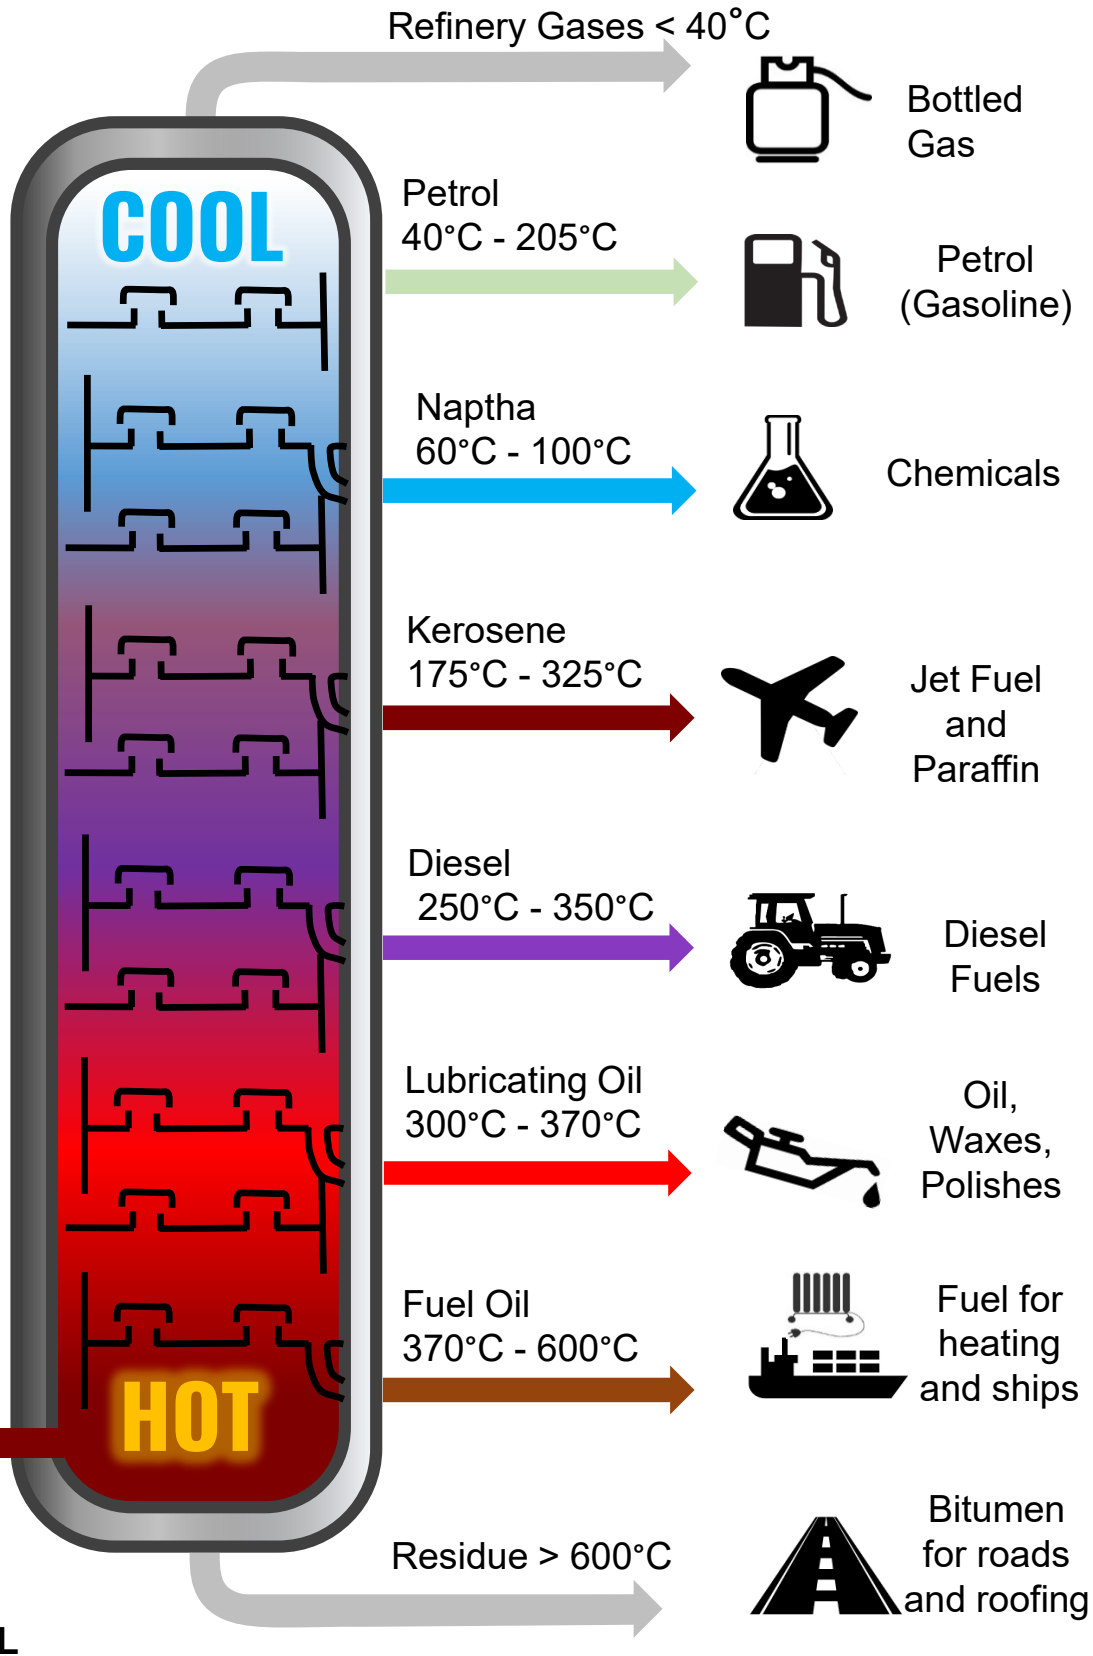 Refinery Gases < 40°C
Bottled
Gas
COOL
Petrol
40°C - 205°C
Petrol
(Gasoline)
Naptha
60°C - 100°C
Chemicals
Kerosene
175°C - 325°C
Jet Fuel
and
Paraffin
Diesel
250°C - 350°C
Diesel
Fuels
Lubricating Oil
300°C - 370°C
Oil,
Waxes,
Polishes
Fuel Oil
370°C - 600°C
Fuel for
heating
and ships
HOT
Residue > 600°C
Bitumen
for roads
and roofing
L